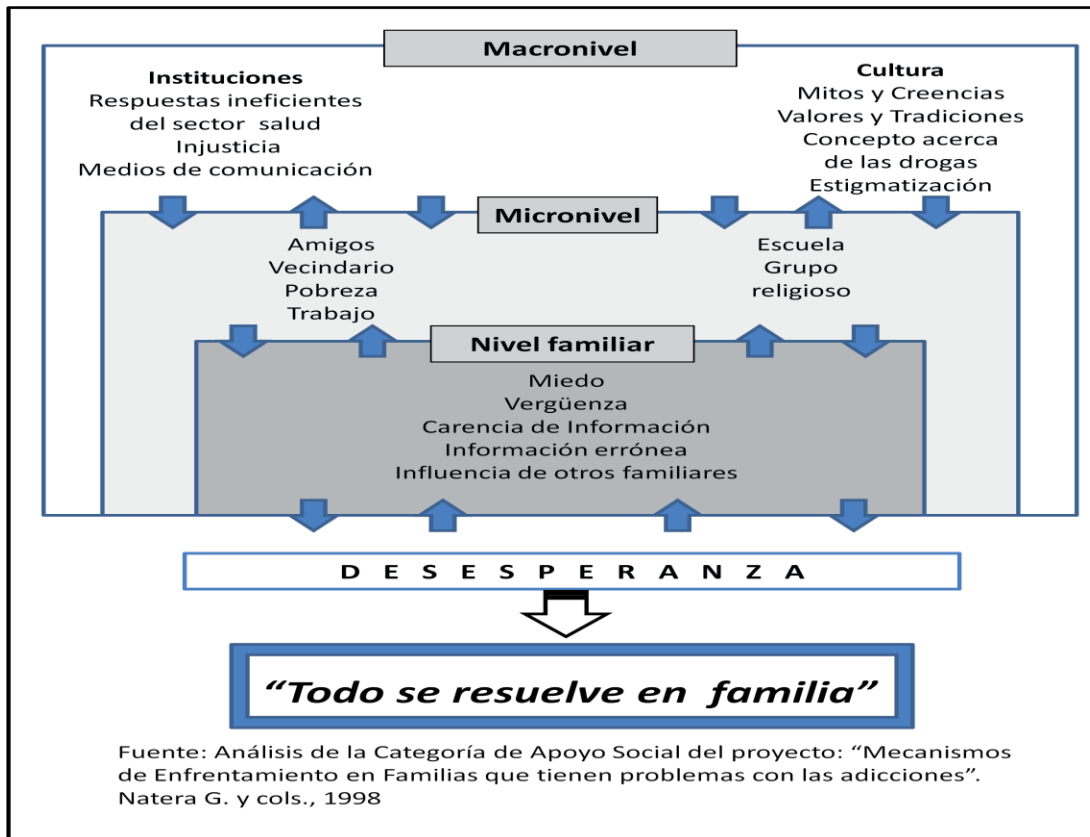 Macronivel
Instituciones
Respuestas ineficientes
del sector salud
Injusticia
Medios de comunicación
Cultura
Mitos y Creencias
Valores y Tradiciones
Concepto acerca
de las drogas
Estigmatización
Micronivel
Amigos
Vecindario
Pobreza
Trabajo
Escuela
Grupo
religioso
Nivel familiar
Miedo
Vergüenza
Carencia de Información
Información errónea
Influencia de otros familiares
D E S E S P E R A N Z A
“Todo se resuelve en familia”
Fuente: Análisis de la Categoría de Apoyo Social del proyecto: “Mecanismos
de Enfrentamiento en Familias que tienen problemas con las adicciones”.
Natera G. y cols., 1998